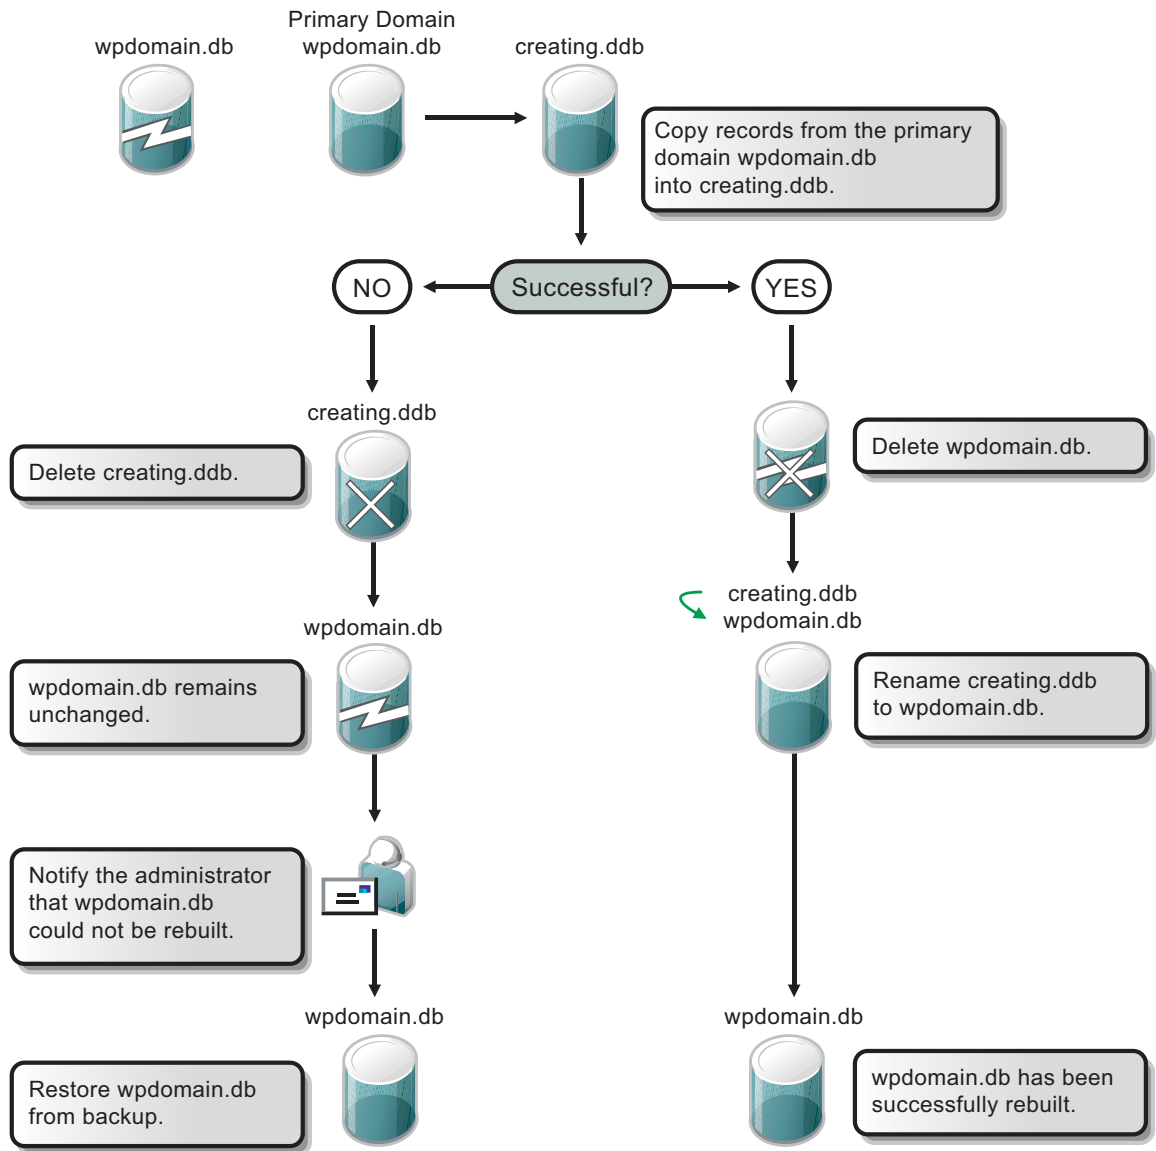 Primary Domain
wpdomain.db
wpdomain.db
creating.ddb
Copy records from the primary
domain wpdomain.db
into creating.ddb.
NO
Successful?
YES
creating.ddb
Delete creating.ddb.
Delete wpdomain.db.
creating.ddb
wpdomain.db
wpdomain.db
wpdomain.db remains
unchanged.
Rename creating.ddb
to wpdomain.db.
Notify the administrator
that wpdomain.db
could not be rebuilt.
wpdomain.db
wpdomain.db
Restore wpdomain.db
from backup.
wpdomain.db has been
successfully rebuilt.